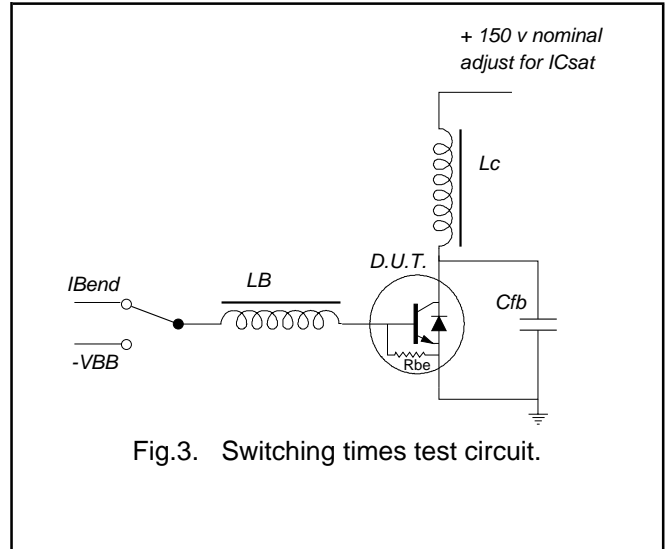 + 150 v nominal
adjust for ICsat
Lc
D.U.T.
LB
IBend
Cfb
-VBB
Rbe
Fig.3. Switching times test circuit.